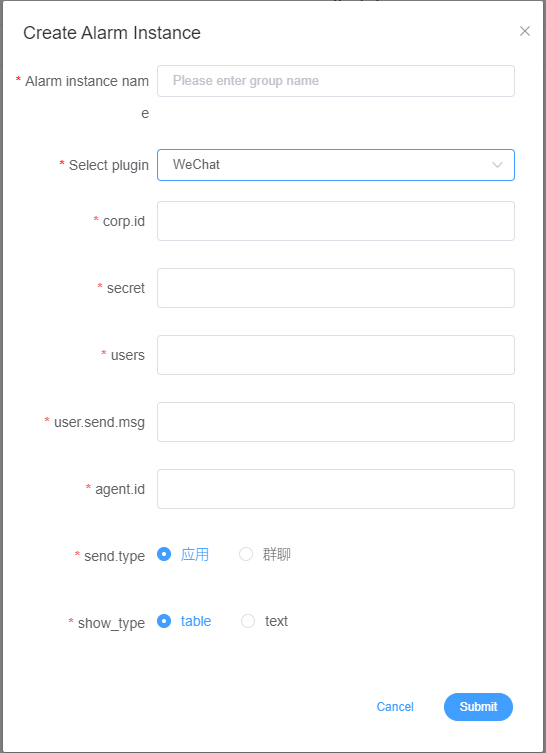 Create Alarm Instance
* Alarm instance nam
e
Please enter group name
* Select plugin
WeChat
* corp.id
* secret
* users
* user.send.msg
* agent.id
* send.type
应用
群聊
* show_type
table
text
Cancel
Submit